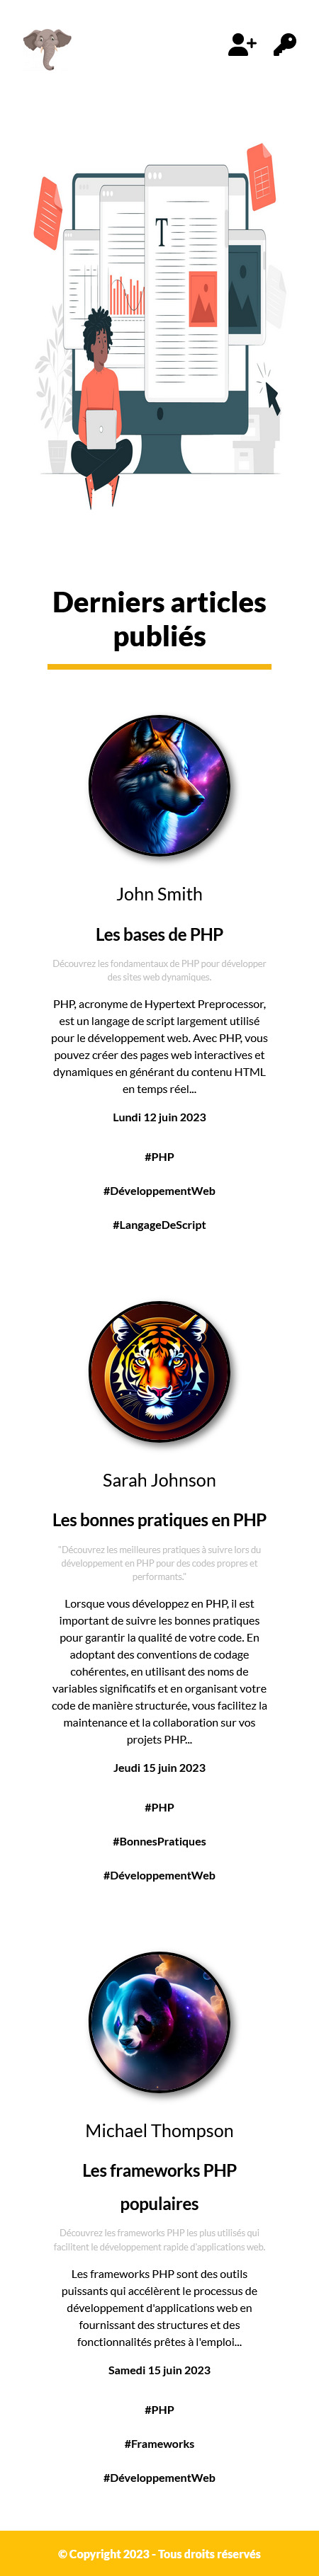 T
Derniers articles
publiés
John Smith
Les bases de PHP
Découvrez les fondamentaux de PHP pour développer
des sites web dynamiques.
PHP, acronyme de Hypertext Preprocessor,
est un langage de script largement utilisé
pour le développement web. Avec PHP, vous
pouvez créer des pages web interactives et
dynamiques en générant du contenu HTML
en temps réel...
Lundi 12 juin 2023
#PHP
#DéveloppementWeb
#LangageDeScript
Sarah Johnson
Les bonnes pratiques en PHP
"Découvrez les meilleures pratiques à suivre lors du
développement en PHP pour des codes propres et
performants."
Lorsque vous développez en PHP, il est
important de suivre les bonnes pratiques
pour garantir la qualité de votre code. En
adoptant des conventions de codage
cohérentes, en utilisant des noms de
variables significatifs et en organisant votre
code de manière structurée, vous facilitez la
maintenance et la collaboration sur vos
projets PHP...
Jeudi 15 juin 2023
#PHP
#BonnesPratiques
#DéveloppementWeb
Michael Thompson
Les frameworks PHP
populaires
Découvrez les frameworks PHP les plus utilisés qui
facilitent le développement rapide d'applications web.
Les frameworks PHP sont des outils
puissants qui accélèrent le processus de
développement d'applications web en
fournissant des structures et des
fonctionnalités prêtes à l'emploi...
Samedi 15 juin 2023
#PHP
#Frameworks
#DéveloppementWeb
© Copyright 2023 - Tous droits réservés